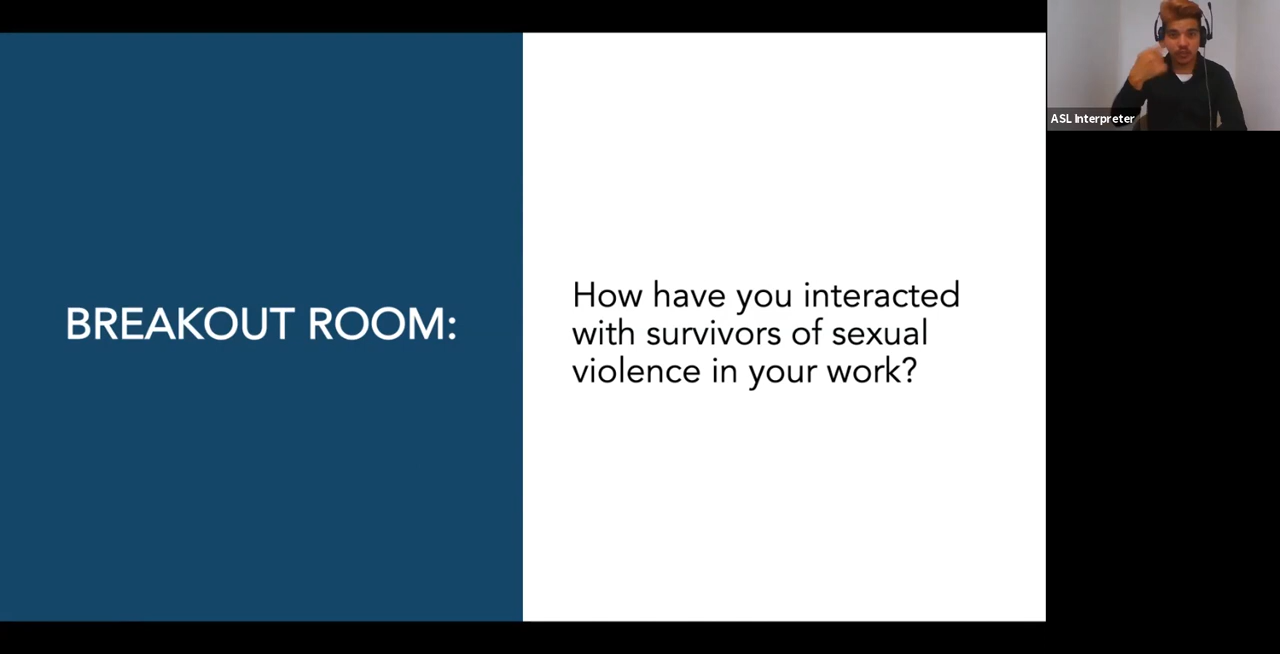 BREAKOUT ROOM:
How have you interacted
with survivors of sexual
violence in your work?
ASL Interpreter